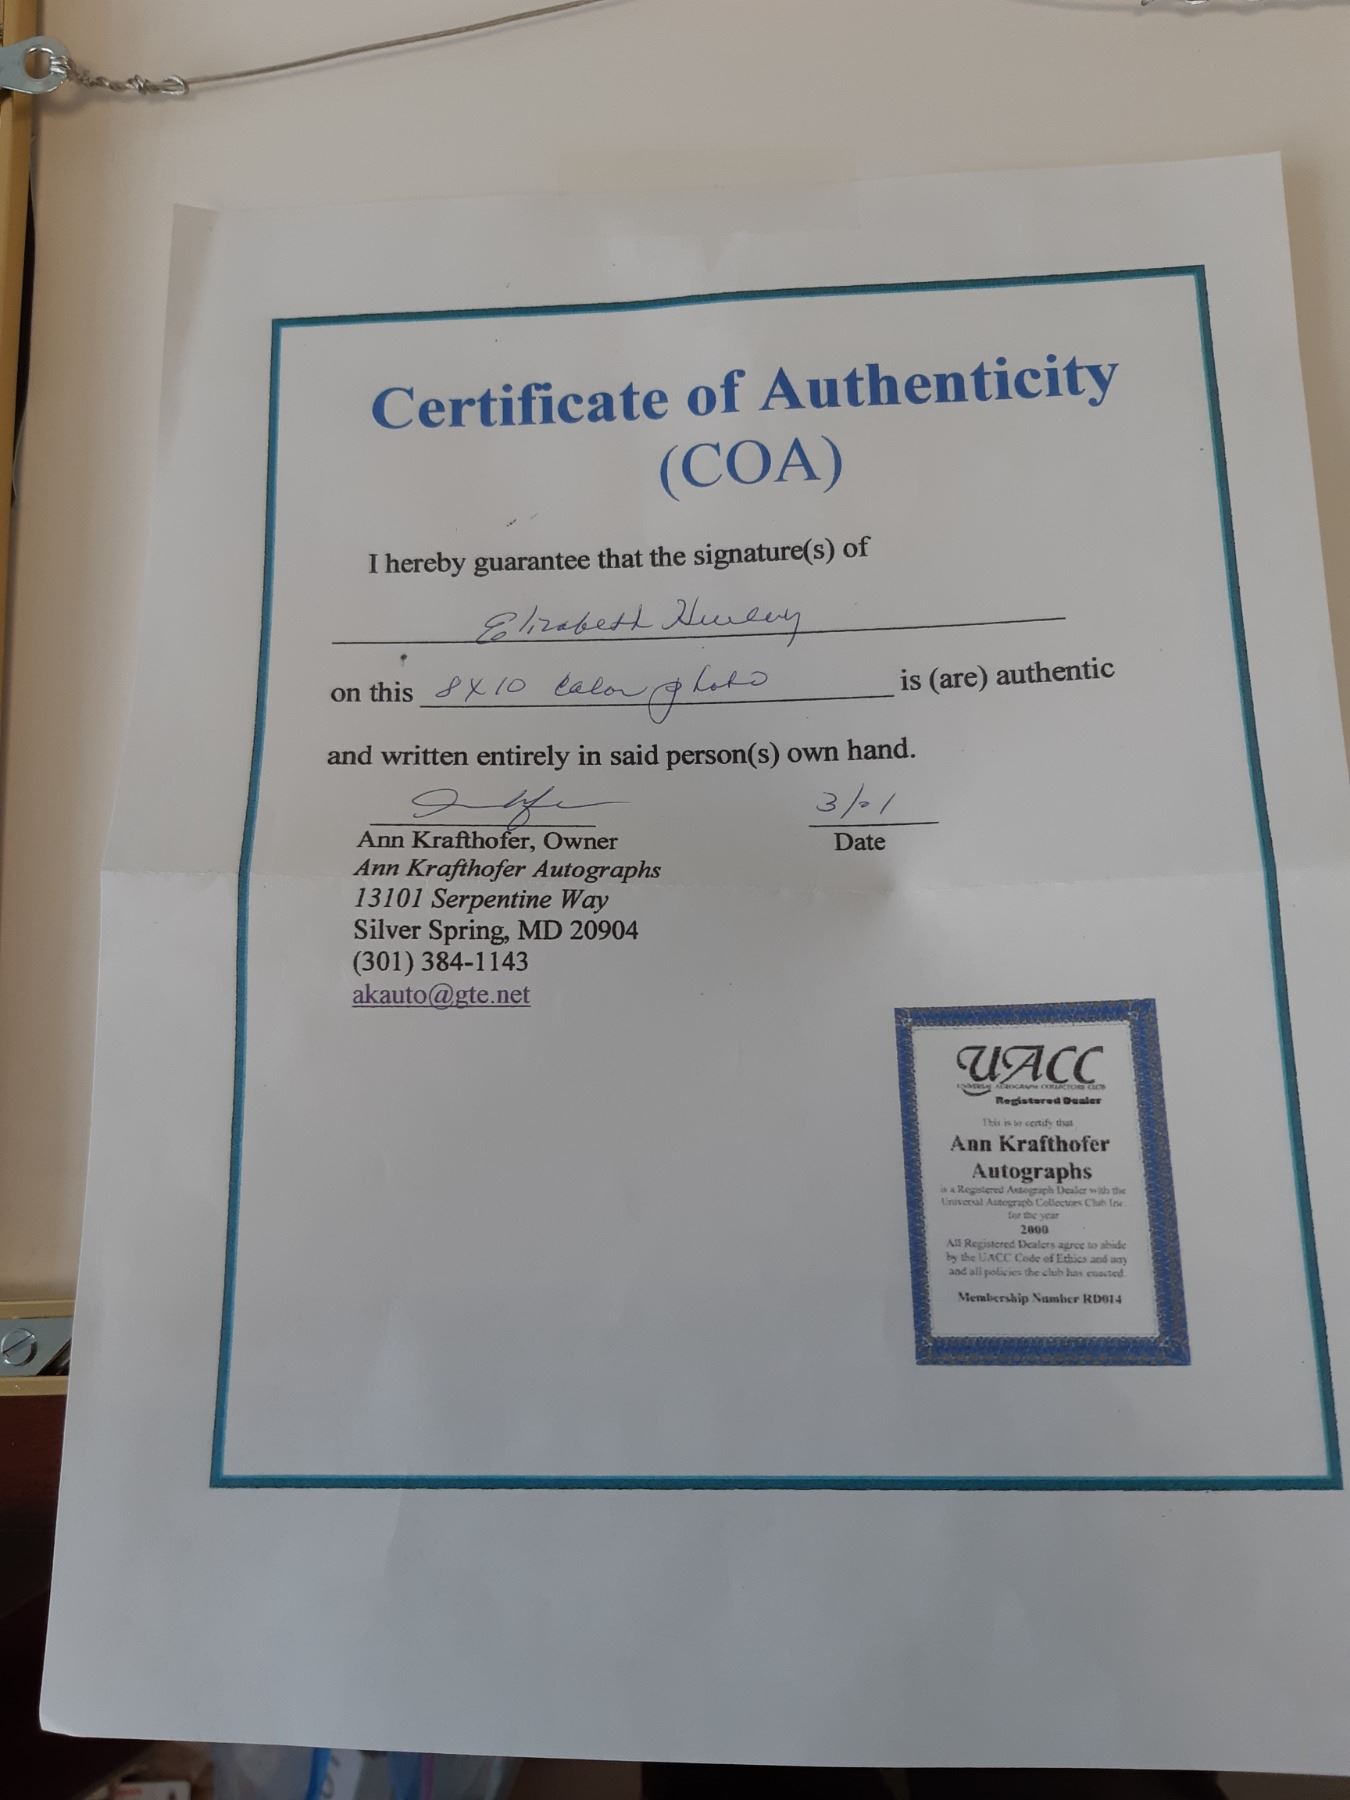 Certificate of Authenticity
(COA)
I hereby guarantee that the signature(s) of
Elizabeth Hurley
on this 8X10 color photo is (are) authentic
and written entirely in said person(s) own hand.
3/01
Ann Krafthofer, Owner
Date
Ann Krafthofer Autographs
13101 Serpentine Way
Silver Spring, MD 20904
(301) 384-1143
akauto@gte.net
UACC
UNIVERSAL AUTOGRAPH COLLECTORS CLUB
Registered Dealer
This is to certify that
Ann Krafthofer
Autographs
is a Registered Autograph Dealer with the
Universal Autograph Collectors Club Inc.
for the year
2000
All Registered Dealers agree to abide
by the UACC Code of Ethics and any
and all policies the club has enacted.
Membership Number RD014